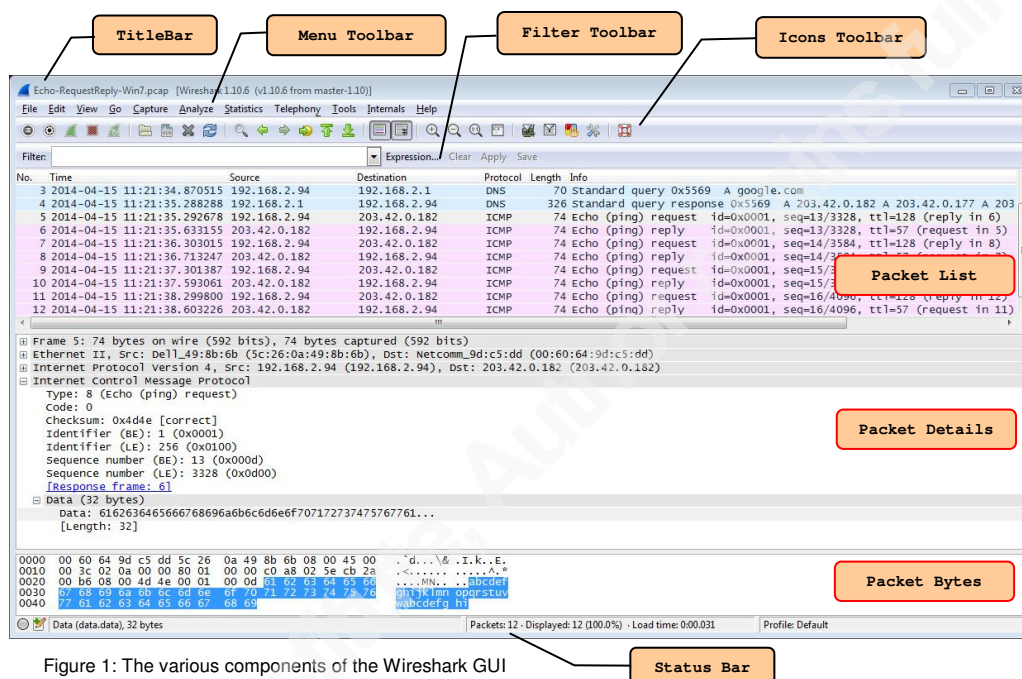 TitleBar
Menu Toolbar
Filter Toolbar
Icons Toolbar
Echo-RequestReply-Win7.pcap [Wireshark 1.10.6 (v1.10.6 from master-1.10)]
File Edit View Go Capture Analyze Statistics Telephony Tools Internals Help
Filter: Expression... Clear Apply Save
No. Time Source Destination Protocol Length Info
3 2014-04-15 11:21:34.870515 192.168.2.94 192.168.2.1 DNS 70 Standard query 0x5569 A google.com
4 2014-04-15 11:21:35.288288 192.168.2.1 192.168.2.94 DNS 326 Standard query response 0x5569 A 203.42.0.182 A 203.42.0.177 A 203
5 2014-04-15 11:21:35.292678 192.168.2.94 203.42.0.182 ICMP 74 Echo (ping) request id=0x0001, seq=13/3328, ttl=128 (reply in 6)
6 2014-04-15 11:21:35.633155 203.42.0.182 192.168.2.94 ICMP 74 Echo (ping) reply id=0x0001, seq=13/3328, ttl=57 (request in 5)
7 2014-04-15 11:21:36.303015 192.168.2.94 203.42.0.182 ICMP 74 Echo (ping) request id=0x0001, seq=14/3584, ttl=128 (reply in 8)
8 2014-04-15 11:21:36.713247 203.42.0.182 192.168.2.94 ICMP 74 Echo (ping) reply id=0x0001,
9 2014-04-15 11:21:37.301387 192.168.2.94 203.42.0.182 ICMP 74 Echo (ping) request id=0x0001,
10 2014-04-15 11:21:37.593061 203.42.0.182 192.168.2.94 ICMP 74 Echo (ping) reply id=0x0001,
11 2014-04-15 11:21:38.299800 192.168.2.94 203.42.0.182 ICMP 74 Echo (ping) request id=0x0001, seq=16/4096, ttl=128 (reply in 12)
12 2014-04-15 11:21:38.603226 203.42.0.182 192.168.2.94 ICMP 74 Echo (ping) reply id=0x0001, seq=16/4096, ttl=57 (request in 11)
Packet List
Frame 5: 74 bytes on wire (592 bits), 74 bytes captured (592 bits)
Ethernet II, Src: Dell_49:8b:6b (5c:26:0a:49:8b:6b), Dst: Netcomm_9d:c5:dd (00:60:64:9d:c5:dd)
Internet Protocol Version 4, Src: 192.168.2.94 (192.168.2.94), Dst: 203.42.0.182 (203.42.0.182)
Internet Control Message Protocol
Type: 8 (Echo (ping) request)
Code: 0
Checksum: 0x4d4e [correct]
Identifier (BE): 1 (0x0001)
Identifier (LE): 256 (0x0100)
Sequence number (BE): 13 (0x000d)
Sequence number (LE): 3328 (0x0d00)
[Response frame: 6]
Data (32 bytes)
Data: 6162636465666768696a6b6c6d6e6f707172737475767761...
[Length: 32]
Packet Details
0000 00 60 64 9d c5 dd 5c 26 0a 49 8b 6b 08 00 45 00 .`d...\& .I.k..E.
0010 00 3c 02 0a 00 00 80 01 00 00 c0 a8 02 5e cb 2a .<...... .....^.*
0020 00 b6 08 00 4d 4e 00 01 00 0d 61 62 63 64 65 66 ....MN.. ..abcdef
0030 67 68 69 6a 6b 6c 6d 6e 6f 70 71 72 73 74 75 76 ghijklmn opqrstuv
0040 77 61 62 63 64 65 66 67 68 69 wabcdefg hi
Packet Bytes
Data (data.data), 32 bytes Packets: 12 · Displayed: 12 (100.0%) · Load time: 0:00.031 Profile: Default
Figure 1: The various components of the Wireshark GUI
Status Bar